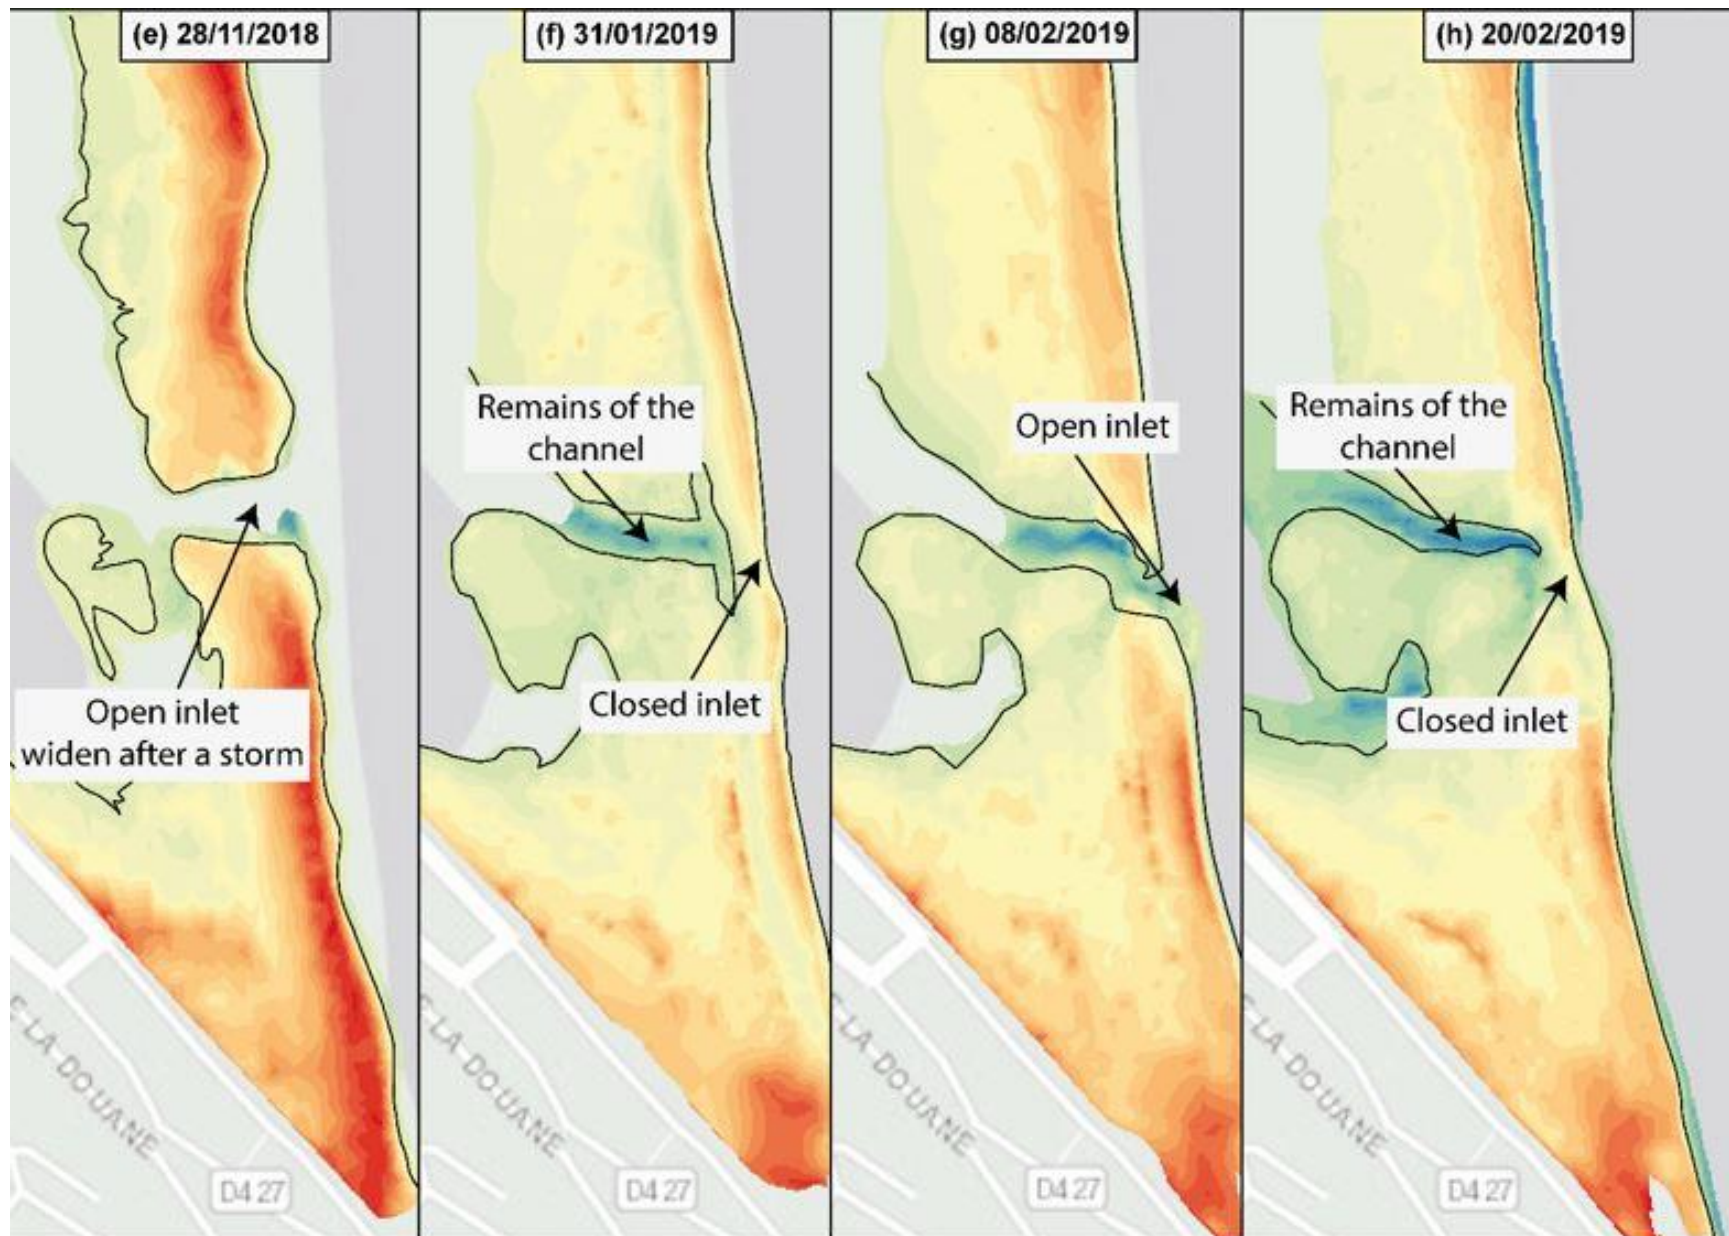 (e) 28/11/2018
(f) 31/01/2019
(g) 08/02/2019
(h) 20/02/2019
Open inlet
widen after a storm
Remains of the
channel
Closed inlet
Open inlet
Remains of the
channel
Closed inlet
E LA DOUANE
D4 27
E LA DOUANE
D4 27
LA DOUANE
D4 27
E LA DOUANE
D4 27